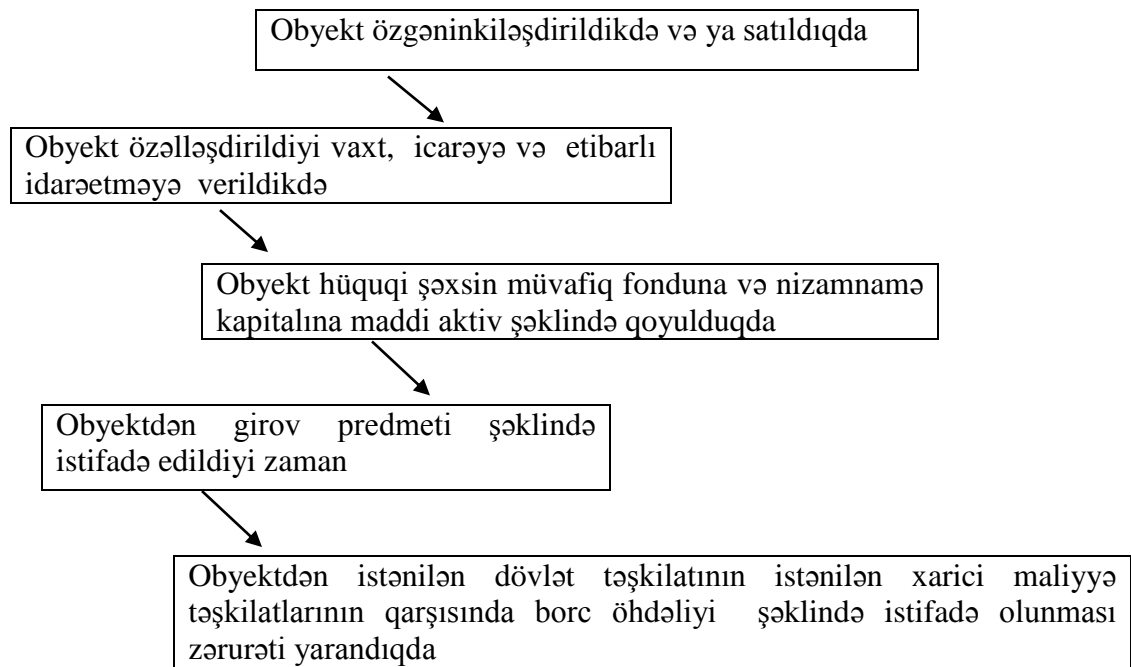 Obyekt özgəninkiləşdirildikdə və ya satıldıqda
Obyekt özəlləşdirildiyi vaxt, icarəyə və etibarlı
idarəetməyə verildikdə
Obyekt hüquqi şəxsin müvafiq fonduna və nizamnamə
kapitalına maddi aktiv şəklində qoyulduqda
Obyektdən girov predmeti şəklində
istifadə edildiyi zaman
Obyektdən istənilən dövlət təşkilatının istənilən xarici maliyyə
təşkilatlarının qarşısında borc öhdəliyi şəklində istifadə olunması
zərurəti yarandıqda